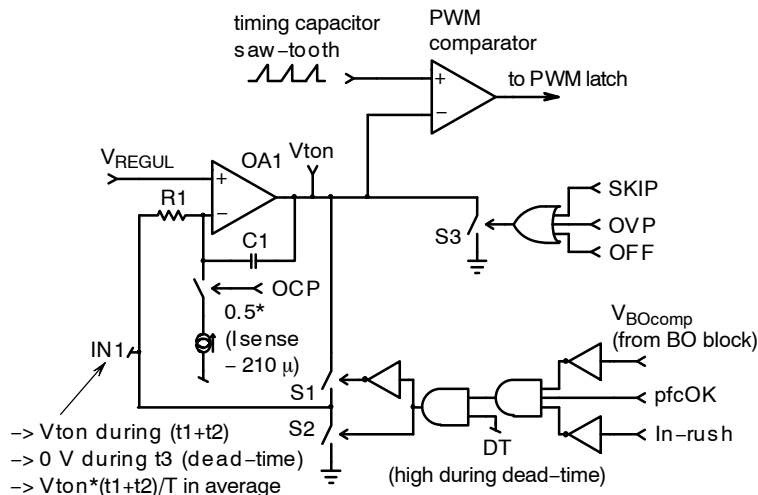 timing capacitor
saw-tooth
PWM
comparator
+
−
to PWM latch
VREGUL
OA1
Vton
+
−
R1
C1
S3
SKIP
OVP
OFF
OCP
0.5*
(Isense
− 210 µ)
IN1
S1
S2
VBOcomp
(from BO block)
pfcOK
In-rush
DT
(high during dead-time)
-> Vton during (t1+t2)
-> 0 V during t3 (dead-time)
-> Vton*(t1+t2)/T in average